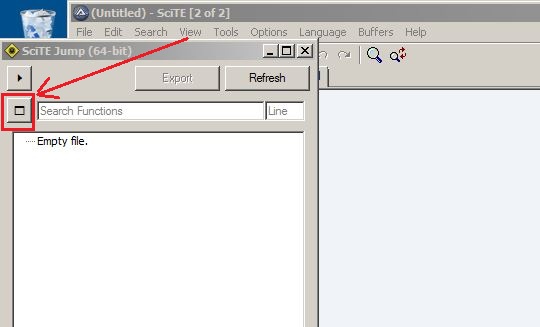 (Untitled) - SciTE [2 of 2]
File Edit Search View Tools Options Language Buffers Help
SciTE Jump (64-bit)
Export Refresh
Search Functions Line
Empty file.